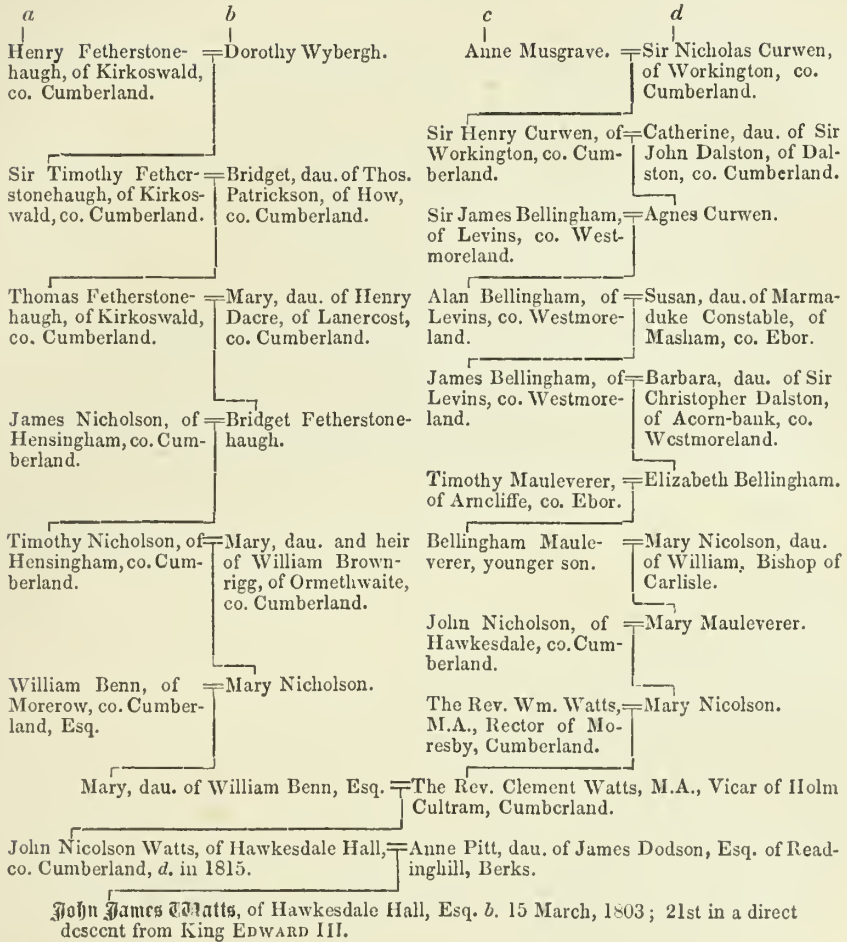 a b c d
Henry Fetherstone- Dorothy Wybergh.
haugh, of Kirkoswald,
co. Cumberland.
Anne Musgrave. Sir Nicholas Curwen,
of Workington, co.
Cumberland.
Sir Henry Curwen, of Catherine, dau. of Sir
Workington, co. Cum- John Dalston, of Dal-
berland. ston, co. Cumberland.
Sir Timothy Fether- Bridget, dau. of Thos.
stonehaugh, of Kirkos- Patrickson, of How,
wald, co. Cumberland. co. Cumberland.
Sir James Bellingham, Agnes Curwen.
of Levins, co. West-
moreland.
Thomas Fetherstone- Mary, dau. of Henry
haugh, of Kirkoswald, Dacre, of Lanercost,
co. Cumberland. co. Cumberland.
Alan Bellingham, of Susan, dau. of Marma-
Levins, co. Westmore- duke Constable, of
land. Masham, co. Ebor.
James Bellingham, of Barbara, dau. of Sir
Levins, co. Westmore- Christopher Dalston,
land. of Acorn-bank, co.
Westmoreland.
James Nicholson, of Bridget Fetherstone-
Hensingham, co. Cum- haugh.
berland.
Timothy Mauleverer, Elizabeth Bellingham.
of Arncliffe, co. Ebor.
Timothy Nicholson, of Mary, dau. and heir
Hensingham, co. Cum- of William Brown-
berland. rigg, of Ormethwaite,
co. Cumberland.
Bellingham Maule- Mary Nicolson, dau.
verer, younger son. of William, Bishop of
Carlisle.
John Nicholson, of Mary Mauleverer.
Hawkesdale, co. Cum-
berland.
William Benn, of Mary Nicholson.
Morerow, co. Cumber-
land, Esq.
The Rev. Wm. Watts, Mary Nicolson.
M.A., Rector of Mo-
resby, Cumberland.
Mary, dau. of William Benn, Esq. The Rev. Clement Watts, M.A., Vicar of Holm
Cultram, Cumberland.
John Nicolson Watts, of Hawkesdale Hall, Anne Pitt, dau. of James Dodson, Esq. of Read-
co. Cumberland, d. in 1815. inghill, Berks.
John James Watts, of Hawkesdale Hall, Esq. b. 15 March, 1803; 21st in a direct
descent from King EDWARD III.